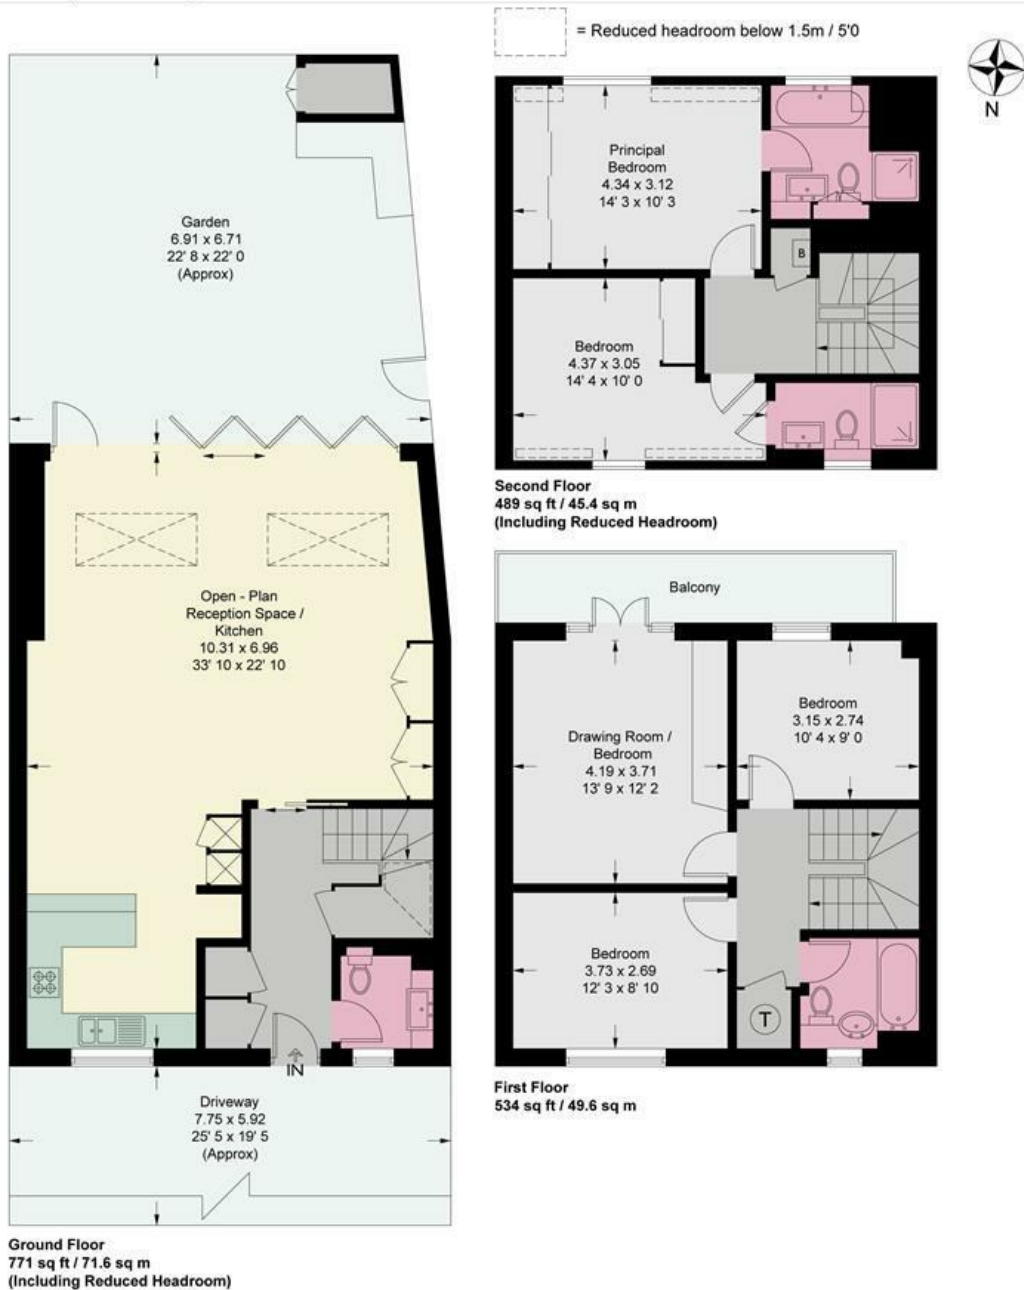 = Reduced headroom below 1.5m / 5'0
N
Garden
6.91 x 6.71
22' 8 x 22' 0
(Approx)
Principal
Bedroom
4.34 x 3.12
14' 3 x 10' 3
B
Bedroom
4.37 x 3.05
14' 4 x 10' 0
Second Floor
489 sq ft / 45.4 sq m
(Including Reduced Headroom)
Open - Plan
Reception Space /
Kitchen
10.31 x 6.96
33' 10 x 22' 10
Balcony
Drawing Room /
Bedroom
4.19 x 3.71
13' 9 x 12' 2
Bedroom
3.15 x 2.74
10' 4 x 9' 0
Bedroom
3.73 x 2.69
12' 3 x 8' 10
T
First Floor
534 sq ft / 49.6 sq m
IN
Driveway
7.75 x 5.92
25' 5 x 19' 5
(Approx)
Ground Floor
771 sq ft / 71.6 sq m
(Including Reduced Headroom)